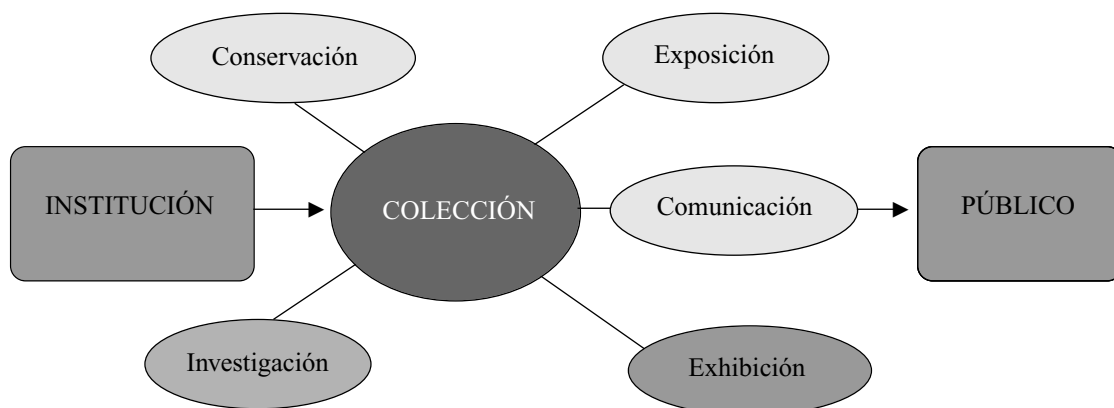 Conservación
Exposición
INSTITUCIÓN
COLECCIÓN
Comunicación
PÚBLICO
Investigación
Exhibición